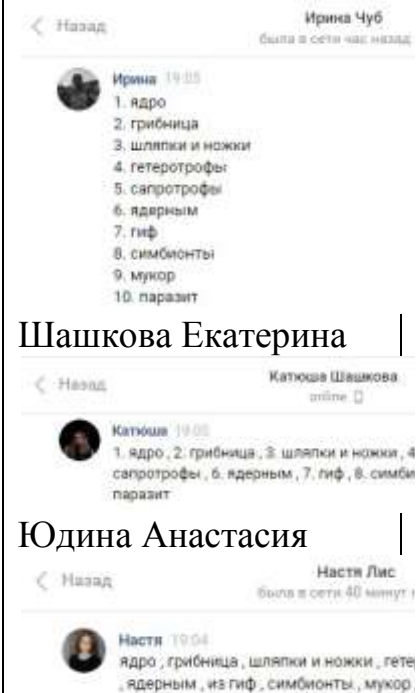 Назад
Ирина Чуб
была в сети час назад
Ирина 19:05
1. ядро
2. грибница
3. шляпки и ножки
4. гетеротрофы
5. сапротрофы
6. ядерным
7. гиф
8. симбионты
9. мукор
10. паразит
Шашкова Екатерина
Назад
Катюша Шашкова
online
Катюша 19:05
1. ядро , 2. грибница , 3. шляпки и ножки , 4
сапротрофы , 6. ядерным , 7. гиф , 8. симби
паразит
Юдина Анастасия
Назад
Настя Лис
была в сети 40 минут
Настя 19:04
ядро , грибница , шляпки и ножки , гетер
, ядерным , из гиф , симбионты , мукор